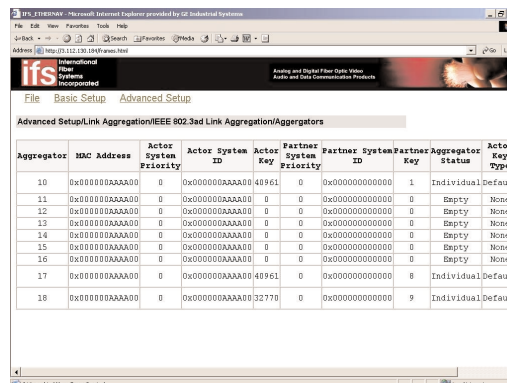 IFS_ETHERNAV - Microsoft Internet Explorer provided by GE Industrial Systems
File Edit View Favorites Tools Help
Back Search Favorites Media
Address http://3.112.130.184/frames.html Go
ifs International Fiber Systems Incorporated
Analog and Digital Fiber Optic Video
Audio and Data Communication Products
File Basic Setup Advanced Setup
Advanced Setup/Link Aggregation/IEEE 802.3ad Link Aggregation/Aggergators
Aggregator MAC Address Actor System Priority Actor System ID Actor Key Partner System Priority Partner System ID Partner Key Aggregator Status Acto Key Type
10 0x000000AAAA00 0 0x000000AAAA00 40961 0 0x000000000000 1 Individual Defau
11 0x000000AAAA00 0 0x000000AAAA00 0 0 0x000000000000 0 Empty None
12 0x000000AAAA00 0 0x000000AAAA00 0 0 0x000000000000 0 Empty None
13 0x000000AAAA00 0 0x000000AAAA00 0 0 0x000000000000 0 Empty None
14 0x000000AAAA00 0 0x000000AAAA00 0 0 0x000000000000 0 Empty None
15 0x000000AAAA00 0 0x000000AAAA00 0 0 0x000000000000 0 Empty None
16 0x000000AAAA00 0 0x000000AAAA00 0 0 0x000000000000 0 Empty None
17 0x000000AAAA00 0 0x000000AAAA00 40961 0 0x000000000000 8 Individual Defau
18 0x000000AAAA00 0 0x000000AAAA00 32770 0 0x000000000000 9 Individual Defau